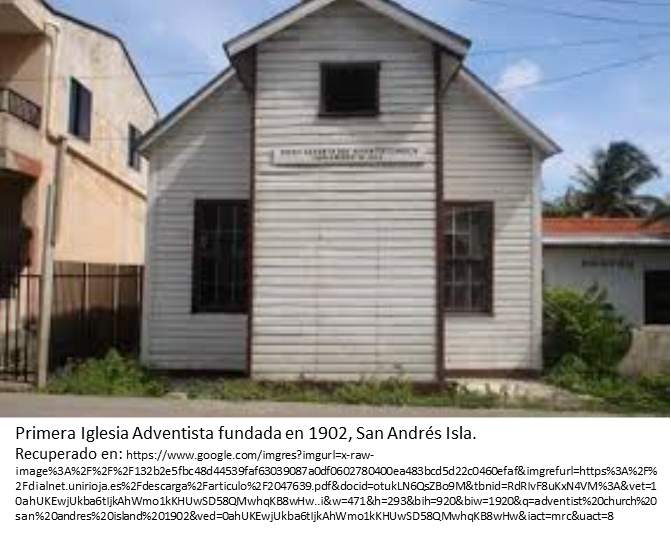 Primera Iglesia Adventista fundada en 1902, San Andrés Isla.
Recuperado en: https://www.google.com/imgres?imgurl=x-raw-
image%3A%2F%2F%2F132b2e5fbc48d44539faf63039087a0df0602780400ea483bcd5d22c0460efaf&imgrefurl=https%3A%2F%
2Fdialnet.unirioja.es%2Fdescarga%2Farticulo%2F2047639.pdf&docid=otukLN6QsZBo9M&tbnid=RdRIvF8uKxN4VM%3A&vet=1
0ahUKEwjUkba6tIjkAhWmo1kKHUwSD58QMwhqKB8wHw..i&w=471&h=293&bih=920&biw=1920&q=adventist%20church%20
san%20andres%20island%201902&ved=0ahUKEwjUkba6tIjkAhWmo1kKHUwSD58QMwhqKB8wHw&iact=mrc&uact=8